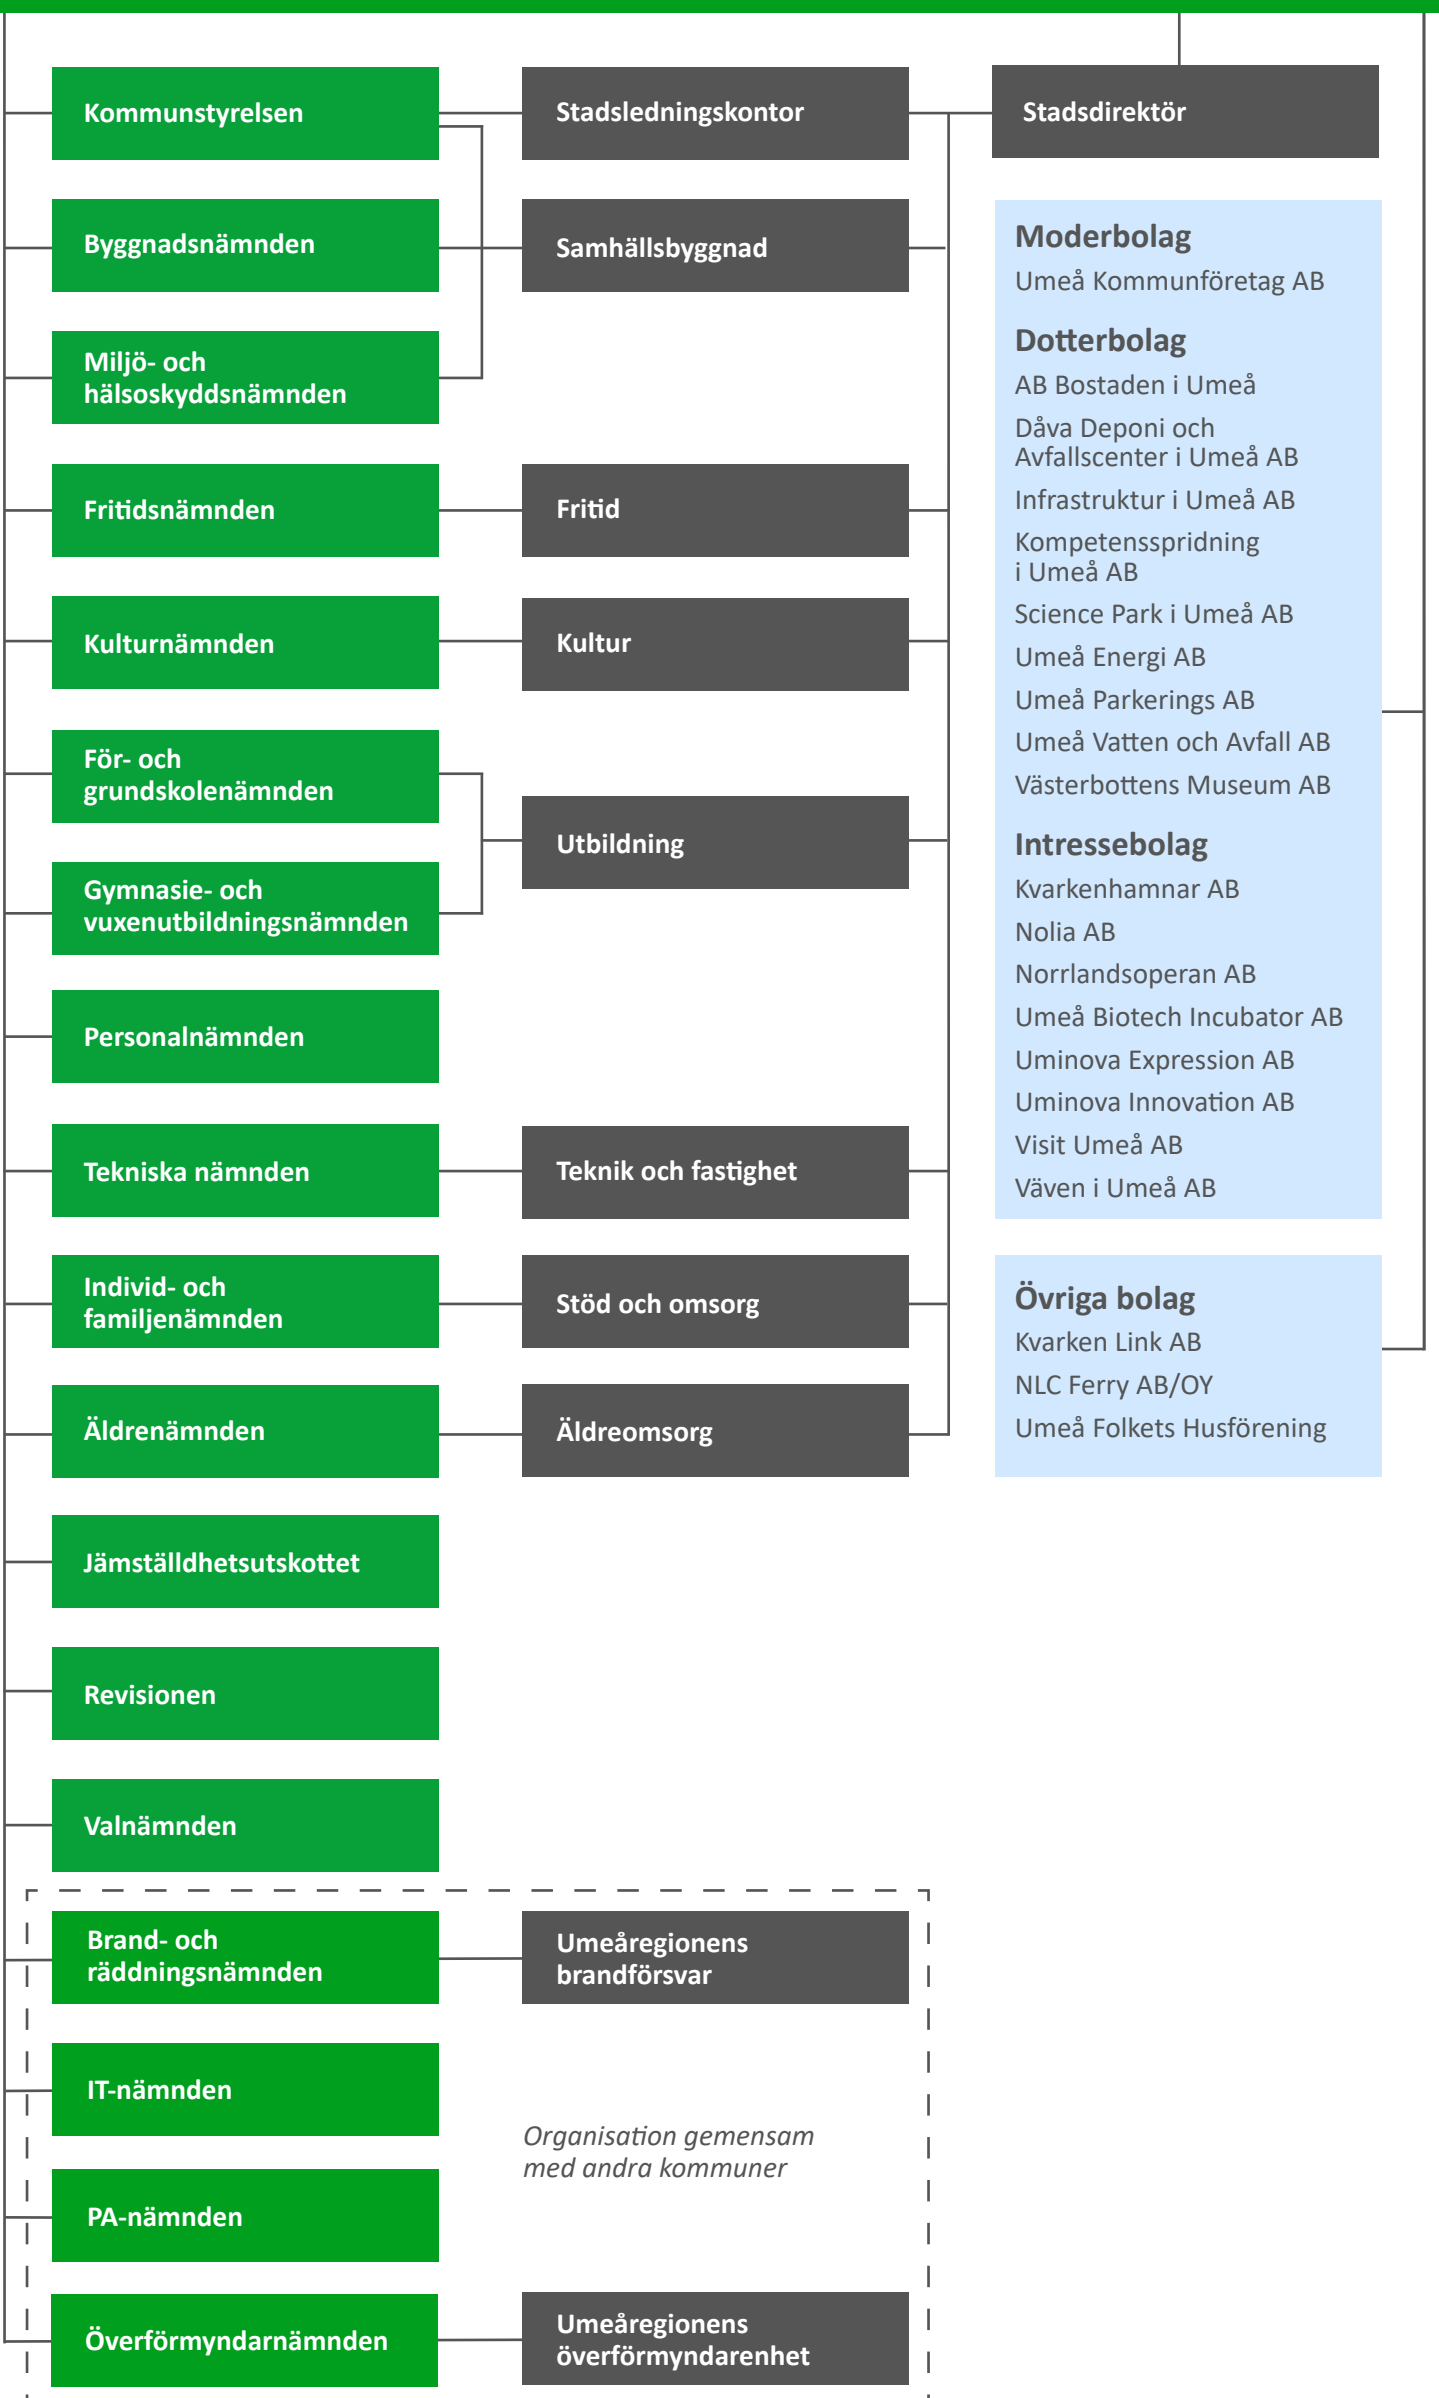 Kommunstyrelsen
Stadsledningskontor
Stadsdirektör
Byggnadsnämnden
Samhällsbyggnad
Miljö- och
hälsoskyddsnämnden
Fritidsnämnden
Fritid
Kulturnämnden
Kultur
För- och
grundskolenämnden
Gymnasie- och
vuxenutbildningsnämnden
Utbildning
Personalnämnden
Tekniska nämnden
Teknik och fastighet
Individ- och
familjenämnden
Stöd och omsorg
Äldrenämnden
Äldreomsorg
Jämställdhetsutskottet
Revisionen
Valnämnden
Brand- och
räddningsnämnden
Umeåregionens
brandförsvar
IT-nämnden
Organisation gemensam
med andra kommuner
PA-nämnden
Överförmyndarnämnden
Umeåregionens
överförmyndarenhet
Moderbolag
Umeå Kommunföretag AB
Dotterbolag
AB Bostaden i Umeå
Dåva Deponi och
Avfallscenter i Umeå AB
Infrastruktur i Umeå AB
Kompetensspridning
i Umeå AB
Science Park i Umeå AB
Umeå Energi AB
Umeå Parkerings AB
Umeå Vatten och Avfall AB
Västerbottens Museum AB
Intressebolag
Kvarkenhamnar AB
Nolia AB
Norrlandsoperan AB
Umeå Biotech Incubator AB
Uminova Expression AB
Uminova Innovation AB
Visit Umeå AB
Väven i Umeå AB
Övriga bolag
Kvarken Link AB
NLC Ferry AB/OY
Umeå Folkets Husförening